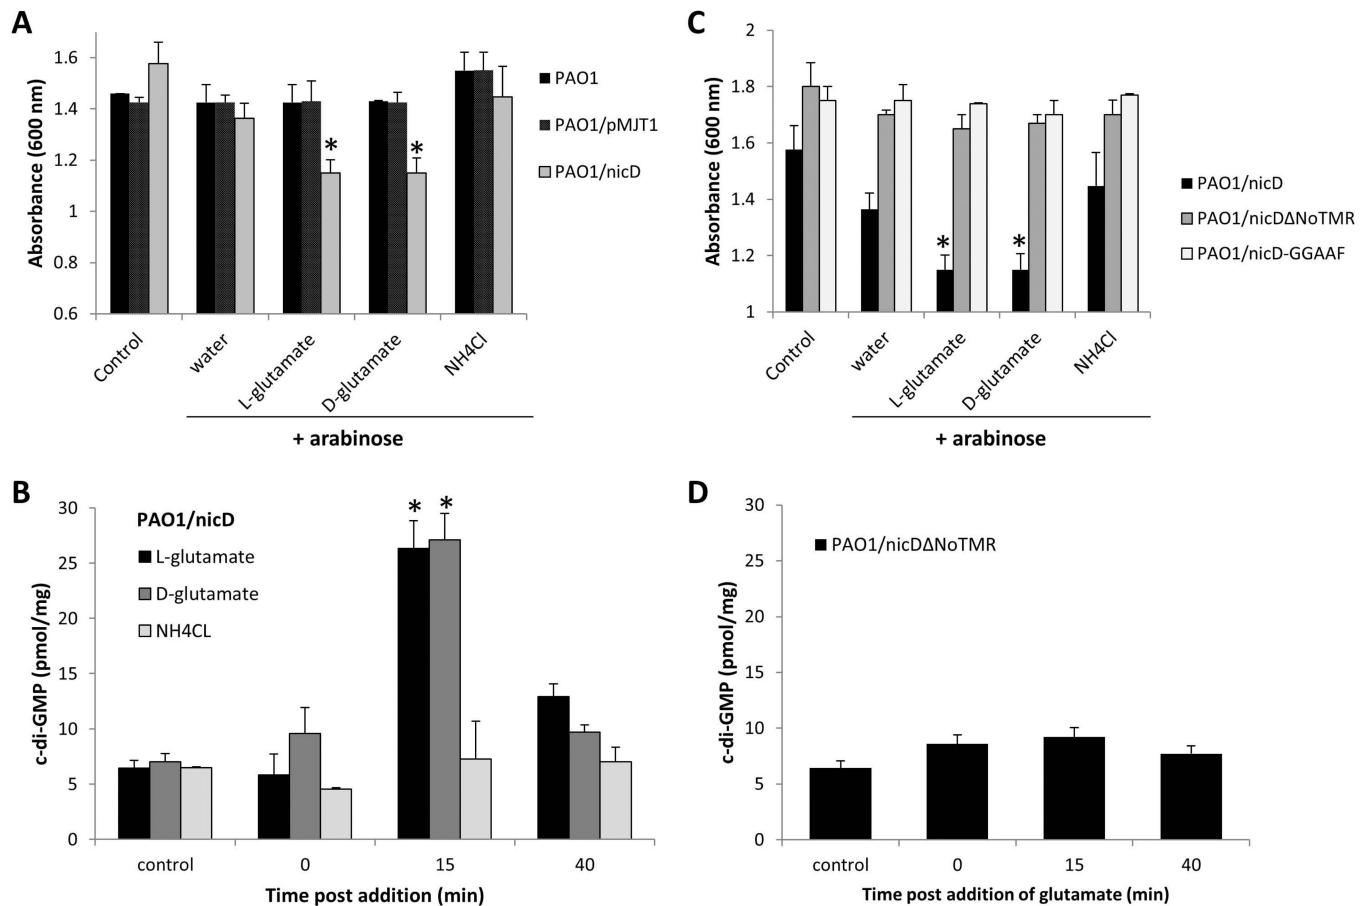 A
Absorbance (600 nm)
1.6
1.4
1.2
1
0.8
0.6
*
*
PAO1
PAO1/pMJT1
PAO1/nicD
Control
water
L-glutamate
D-glutamate
NH4Cl
+ arabinose
C
Absorbance (600 nm)
2
1.8
1.6
1.4
1.2
1
*
*
PAO1/nicD
PAO1/nicDΔNoTMR
PAO1/nicD-GGAAF
Control
water
L-glutamate
D-glutamate
NH4Cl
+ arabinose
B
c-di-GMP (pmol/mg)
30
25
20
15
10
5
0
PAO1/nicD
L-glutamate
D-glutamate
NH4CL
*
*
control
0
15
40
Time post addition (min)
D
c-di-GMP (pmol/mg)
30
25
20
15
10
5
0
PAO1/nicDΔNoTMR
control
0
15
40
Time post addition of glutamate (min)